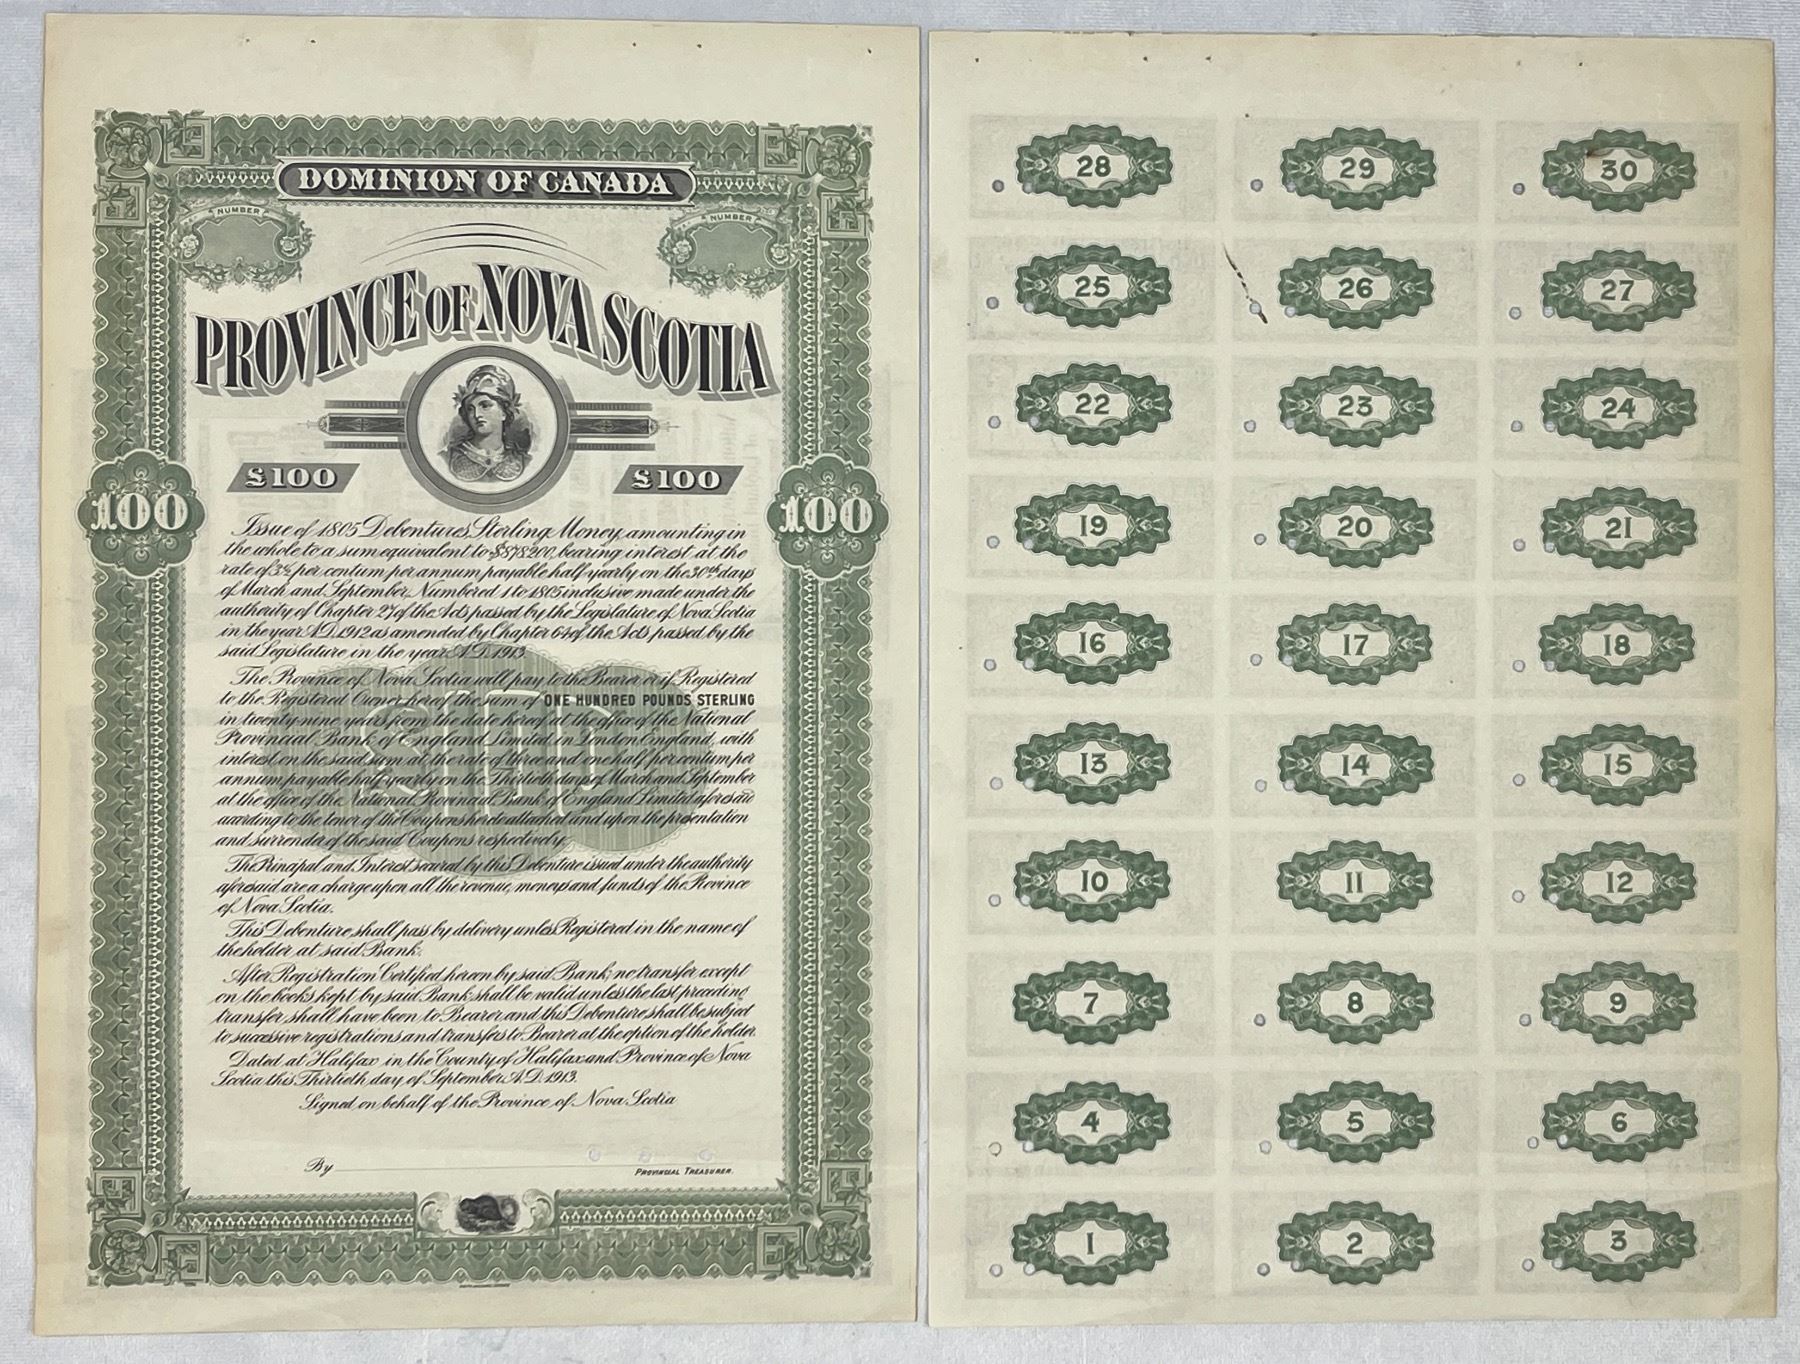 DOMINION OF CANADA
NUMBER
NUMBER
PROVINCE OF NOVA SCOTIA
£100
£100
100
100
Issue of 1805 Debentures, Sterling Money, amounting in
the whole to a sum equivalent to $878200, bearing interest at the
rate of 3½ per centum per annum payable half yearly on the 30th days
of March and September, Numbered 1 to 1805 inclusive made under the
authority of Chapter 27 of the Acts passed by the Legislature of Nova Scotia
in the year A.D. 1912 as amended by Chapter 64 of the Acts passed by the
said Legislature in the year A.D. 1913.
The Province of Nova Scotia will pay to the Bearer or if Registered
to the Registered Owner hereof the sum of ONE HUNDRED POUNDS STERLING
in twenty-nine years from the date hereof at the office of the National
Provincial Bank of England Limited in London, England, with
interest on the said sum at the rate of three and one half per centum per
annum payable half yearly on the Thirtieth days of March and September
at the office of the National Provincial Bank of England Limited aforesaid
according to the tenor of the Coupons hereto attached and upon the presentation
and surrender of the said Coupons respectively.
The Principal and Interest secured by this Debenture issued under the authority
aforesaid are a charge upon all the revenue, moneys and funds of the Province
of Nova Scotia.
This Debenture shall pass by delivery unless Registered in the name of
the holder at said Bank.
After Registration Certified hereon by said Bank, no transfer except
on the books kept by said Bank shall be valid unless the last preceding
transfer shall have been to Bearer and this Debenture shall be subject
to successive registrations and transfers to Bearer at the option of the holder.
Dated at Halifax in the County of Halifax and Province of Nova
Scotia this Thirtieth day of September A.D. 1913.
Signed on behalf of the Province of Nova Scotia
By
PROVINCIAL TREASURER.
28 29 30
25 26 27
22 23 24
19 20 21
16 17 18
13 14 15
10 11 12
7 8 9
4 5 6
1 2 3